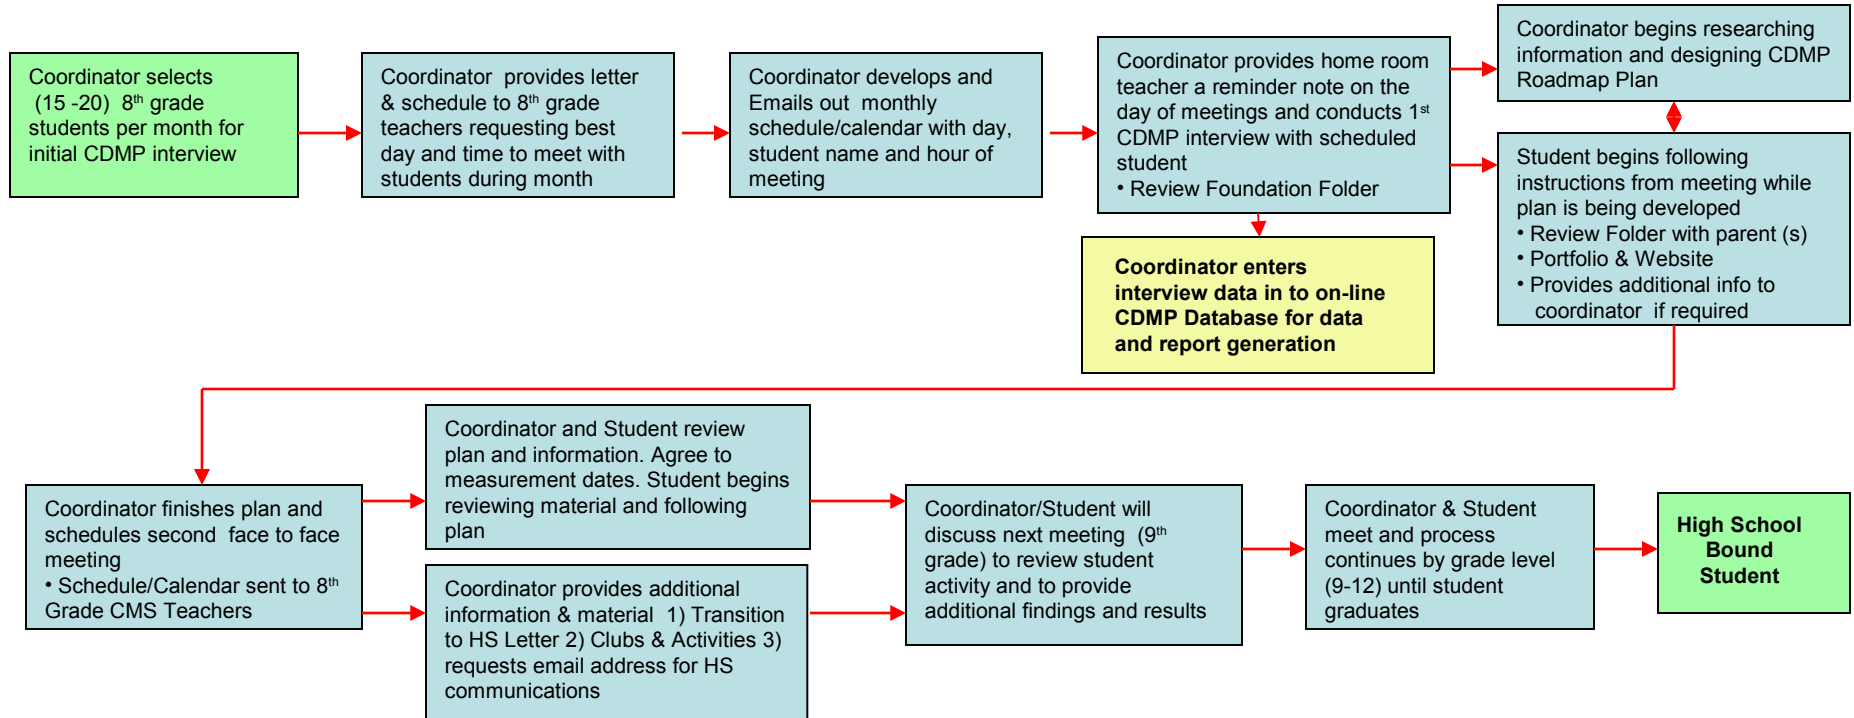 Coordinator selects
(15 -20) 8th grade
students per month for
initial CDMP interview
Coordinator provides letter
& schedule to 8th grade
teachers requesting best
day and time to meet with
students during month
Coordinator develops and
Emails out monthly
schedule/calendar with day,
student name and hour of
meeting
Coordinator provides home room
teacher a reminder note on the
day of meetings and conducts 1st
CDMP interview with scheduled
student
• Review Foundation Folder
Coordinator begins researching
information and designing CDMP
Roadmap Plan
Student begins following
instructions from meeting while
plan is being developed
• Review Folder with parent (s)
• Portfolio & Website
• Provides additional info to
coordinator if required
Coordinator enters
interview data in to on-line
CDMP Database for data
and report generation
Coordinator finishes plan and
schedules second face to face
meeting
• Schedule/Calendar sent to 8th
Grade CMS Teachers
Coordinator and Student review
plan and information. Agree to
measurement dates. Student begins
reviewing material and following
plan
Coordinator provides additional
information & material 1) Transition
to HS Letter 2) Clubs & Activities 3)
requests email address for HS
communications
Coordinator/Student will
discuss next meeting (9th
grade) to review student
activity and to provide
additional findings and results
Coordinator & Student
meet and process
continues by grade level
(9-12) until student
graduates
High School
Bound
Student